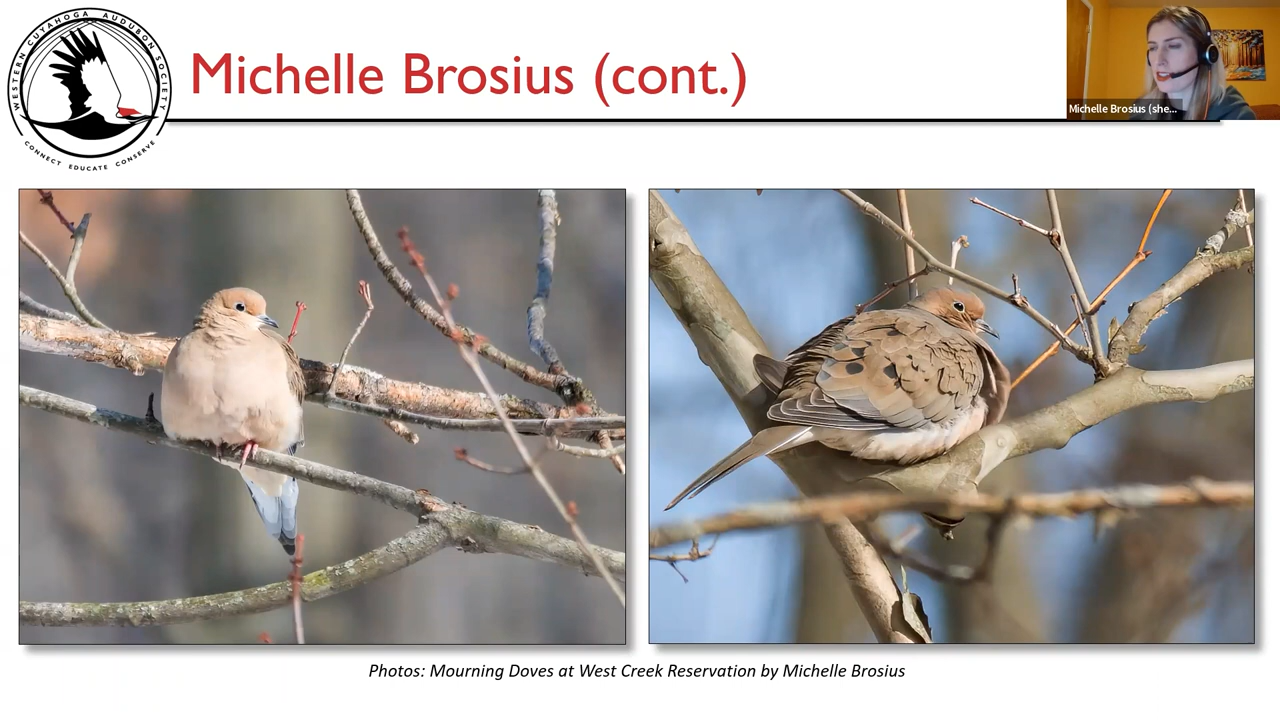 WESTERN CUYAHOGA AUDUBON SOCIETY
CONNECT EDUCATE CONSERVE
Michelle Brosius (cont.)
Michelle Brosius (she...
Photos: Mourning Doves at West Creek Reservation by Michelle Brosius